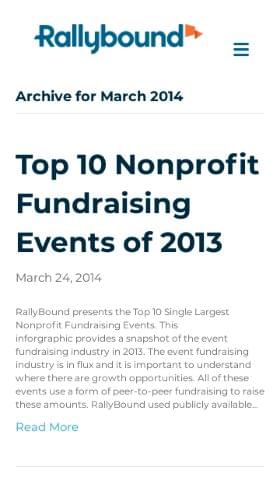 Rallybound
Archive for March 2014
Top 10 Nonprofit
Fundraising
Events of 2013
March 24, 2014
RallyBound presents the Top 10 Single Largest
Nonprofit Fundraising Events. This
inforgraphic provides a snapshot of the event
fundraising industry in 2013. The event fundraising
industry is in flux and it is important to understand
where there are growth opportunities. All of these
events use a form of peer-to-peer fundraising to raise
these amounts. RallyBound used publicly available...
Read More